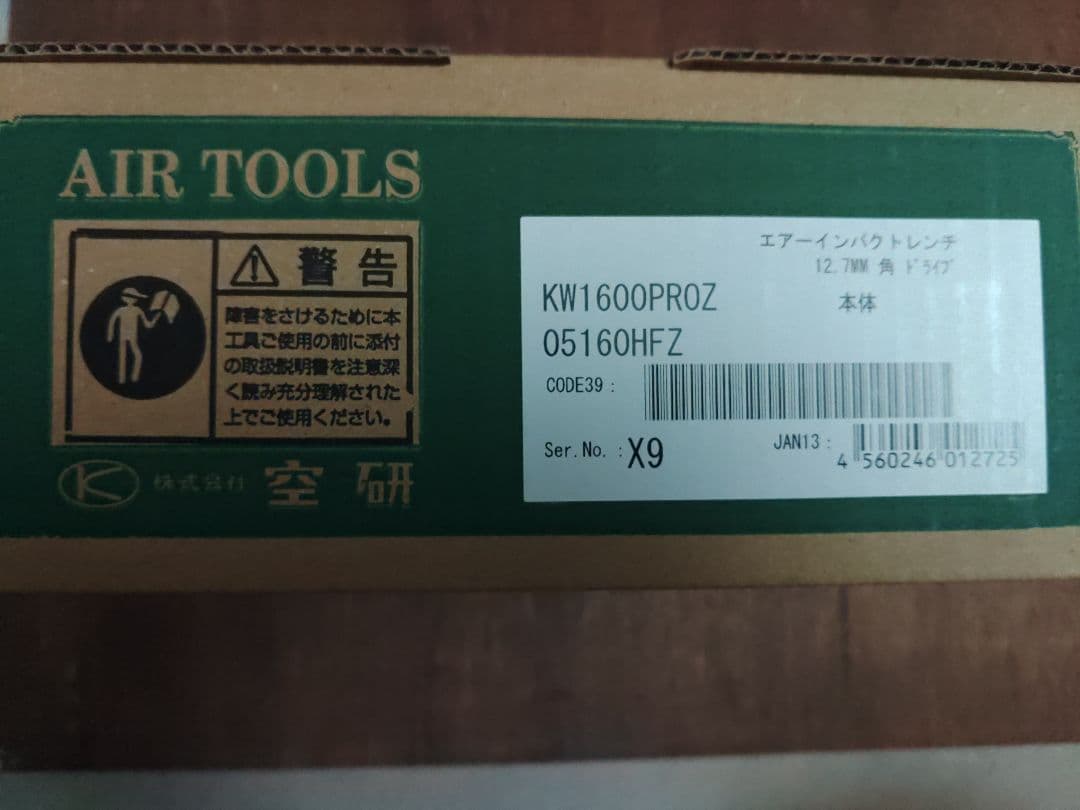 AIR TOOLS
警告
障害をさけるために本
工具ご使用の前に添付
の取扱説明書を注意深
く読み充分理解された
上でご使用ください。
K 株式会社 空研
エアーインパクトレンチ
12.7MM 角 ドライブ
KW1600PROZ 本体
05160HFZ
CODE39 :
Ser.No. : X9
JAN13 : 4 560246 012725